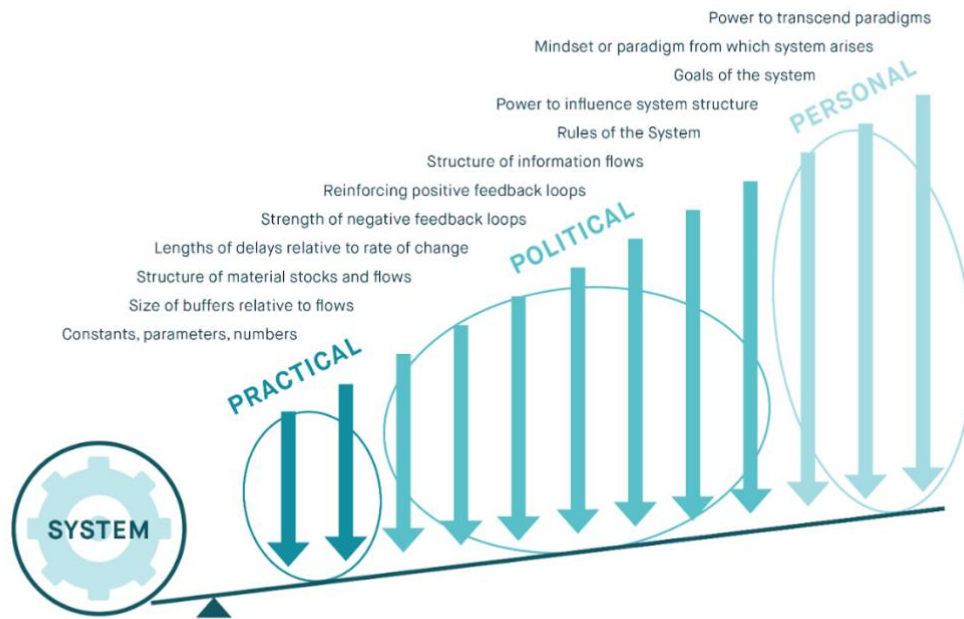 Power to transcend paradigms
Mindset or paradigm from which system arises
Goals of the system
Power to influence system structure
Rules of the System
Structure of information flows
Reinforcing positive feedback loops
Strength of negative feedback loops
Lengths of delays relative to rate of change
Structure of material stocks and flows
Size of buffers relative to flows
Constants, parameters, numbers
PRACTICAL
POLITICAL
PERSONAL
SYSTEM